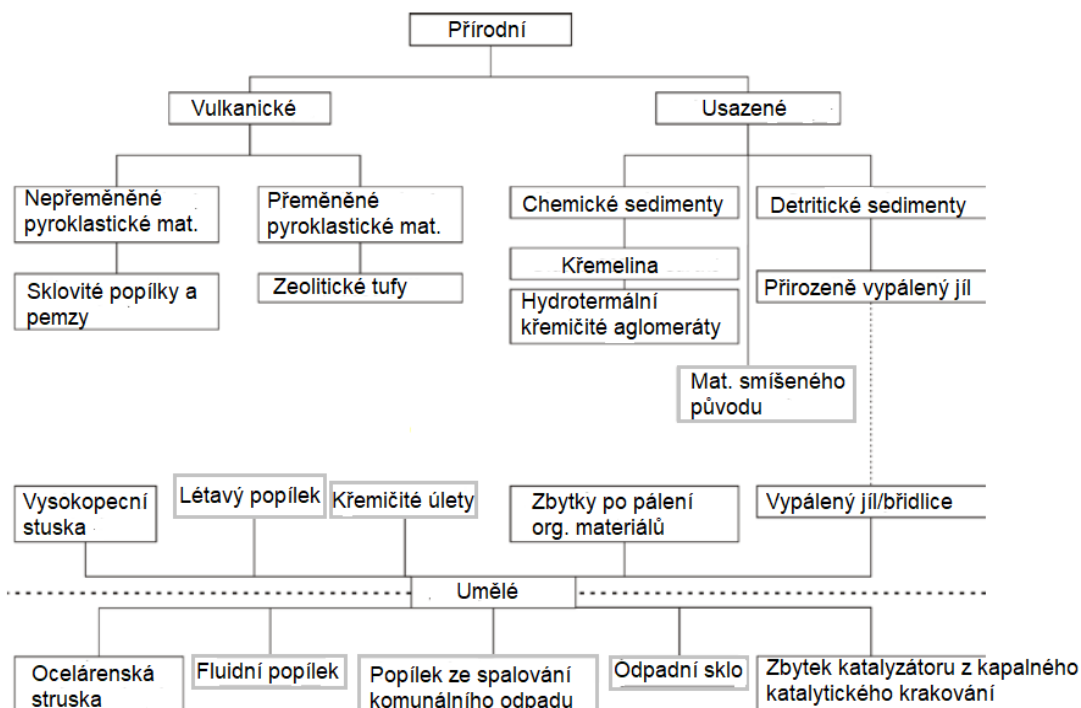 Přírodní
Vulkanické
Usazené
Nepřeměněné
pyroklastické mat.
Přeměněné
pyroklastické mat.
Chemické sedimenty
Detritické sedimenty
Sklovité popílky a
pemzy
Zeolitické tufy
Křemelina
Hydrotermální
křemičité aglomeráty
Přirozeně vypálený jíl
Mat. smíšeného
původu
Vysokopecní
stuska
Létavý popílek
Křemičité úlety
Zbytky po pálení
org. materiálů
Vypálený jíl/břidlice
Umělé
Ocelárenská
struska
Fluidní popílek
Popílek ze spalování
komunálního odpadu
Odpadní sklo
Zbytek katalyzátoru z kapalného
katalytického krakování